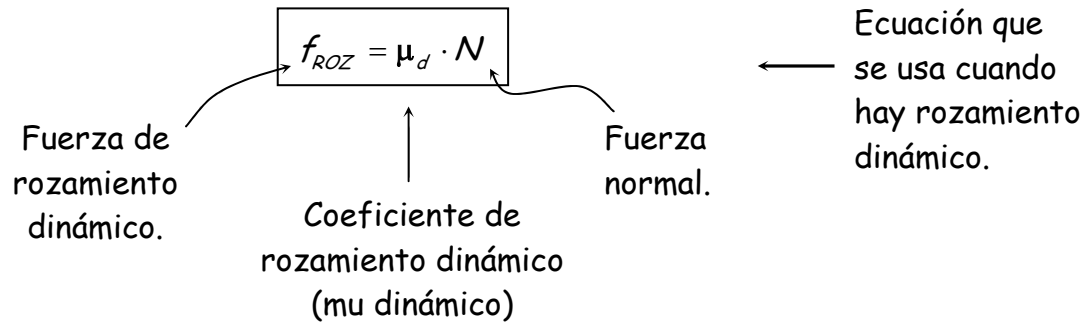 f_ROZ = μ_d · N
Ecuación que
se usa cuando
hay rozamiento
dinámico.
Fuerza de
rozamiento
dinámico.
Coeficiente de
rozamiento dinámico
(mu dinámico)
Fuerza
normal.